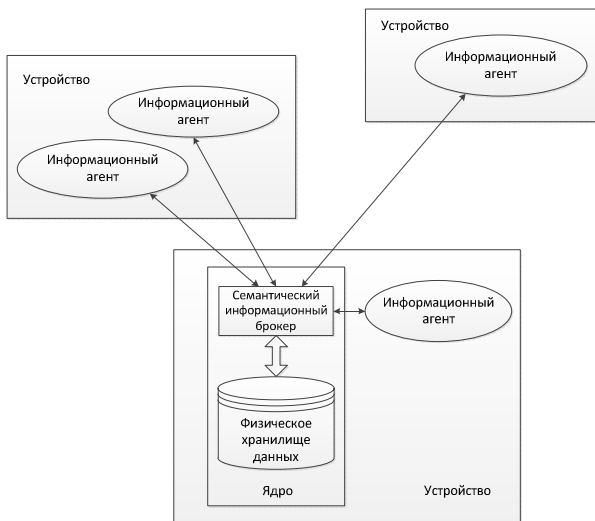 Устройство
Информационный
агент
Информационный
агент
Устройство
Информационный
агент
Семантический
информационный
брокер
Информационный
агент
Физическое
хранилище
данных
Ядро
Устройство